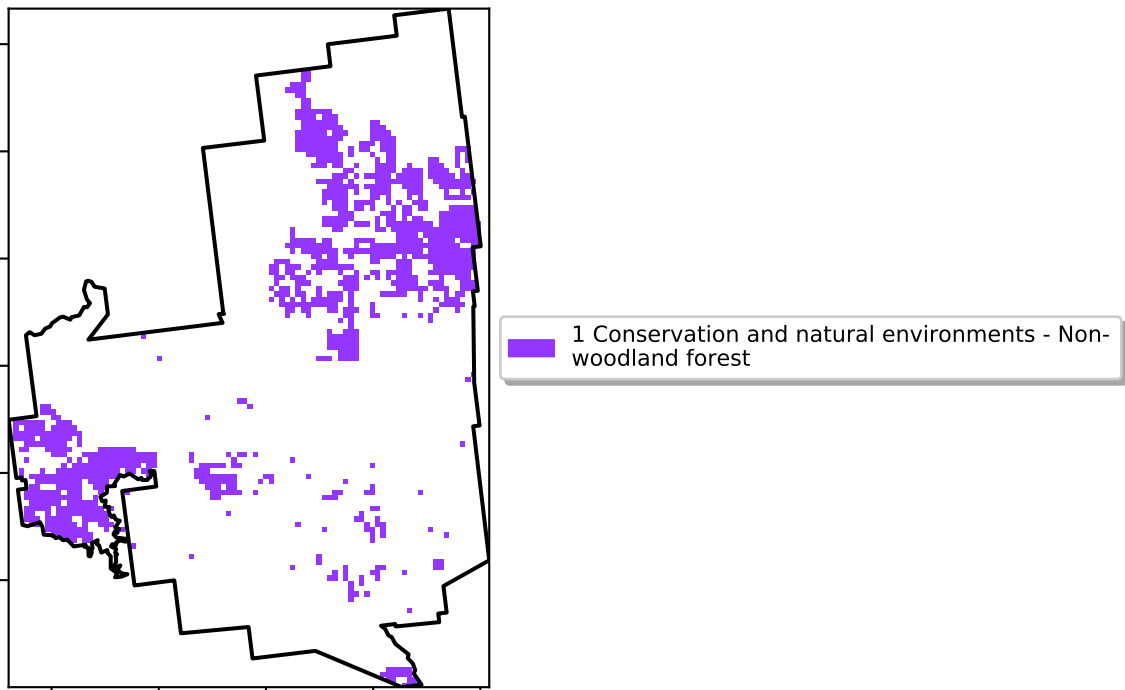 1 Conservation and natural environments - Non-
woodland forest